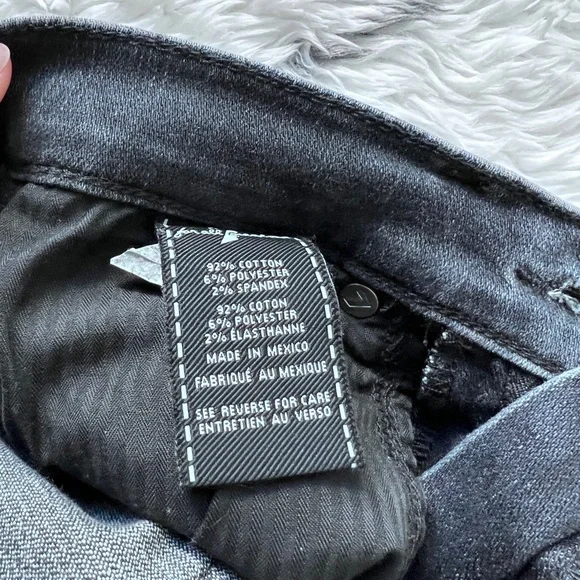 92% COTTON
6% POLYESTER
2% SPANDEX
92% COTON
6% POLYESTER
2% ÉLASTHANNE
MADE IN MEXICO
FABRIQUÉ AU MEXIQUE
SEE REVERSE FOR CARE
ENTRETIEN AU VERSO